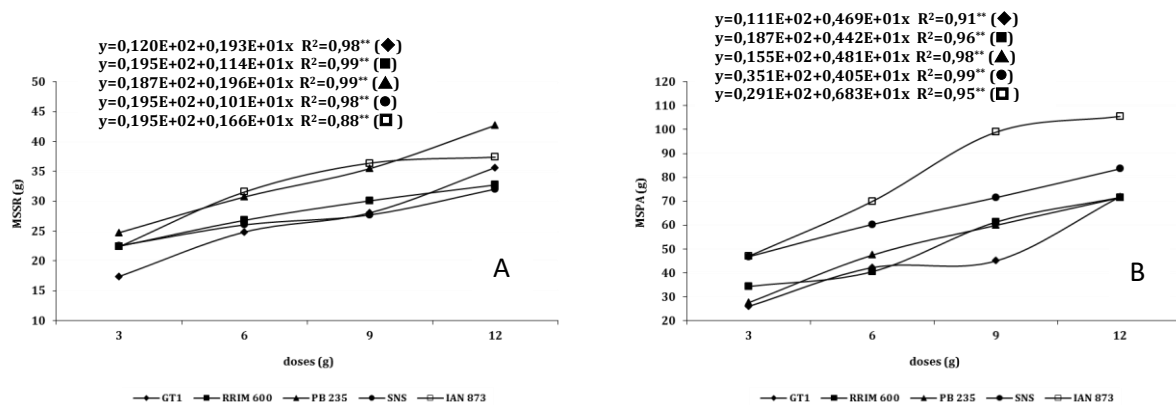 y=0,120E+02+0,193E+01x R²=0,98** (◆)
y=0,195E+02+0,114E+01x R²=0,99** (■)
y=0,187E+02+0,196E+01x R²=0,99** (▲)
y=0,195E+02+0,101E+01x R²=0,98** (●)
y=0,195E+02+0,166E+01x R²=0,88** (□)
50
45
40
35
30
25
20
15
10
MSSR (g)
A
3 6 9 12
doses (g)
GT1 RRIM 600 PB 235 SNS IAN 873
y=0,111E+02+0,469E+01x R²=0,91** (◆)
y=0,187E+02+0,442E+01x R²=0,96** (■)
y=0,155E+02+0,481E+01x R²=0,98** (▲)
y=0,351E+02+0,405E+01x R²=0,99** (●)
y=0,291E+02+0,683E+01x R²=0,95** (□)
120
110
100
90
80
70
60
50
40
30
20
MSPA (g)
B
3 6 9 12
doses (g)
GT1 RRIM 600 PB 235 SNS IAN 873